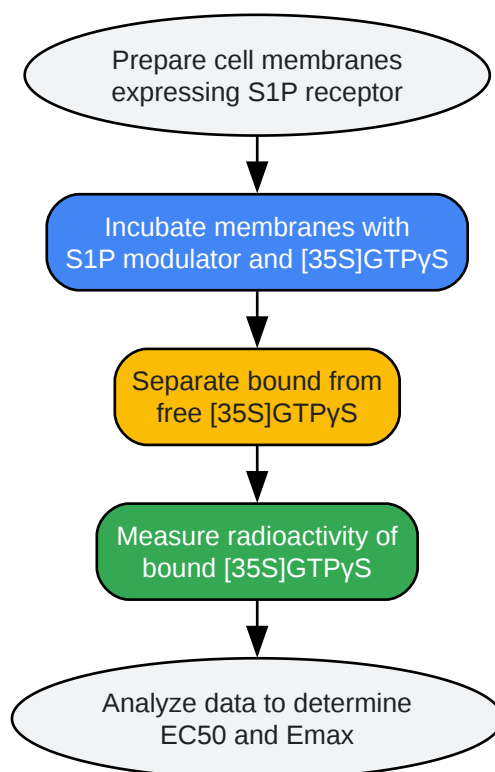 Prepare cell membranes
expressing S1P receptor
Incubate membranes with
S1P modulator and [35S]GTPγS
Separate bound from
free [35S]GTPγS
Measure radioactivity of
bound [35S]GTPγS
Analyze data to determine
EC50 and Emax